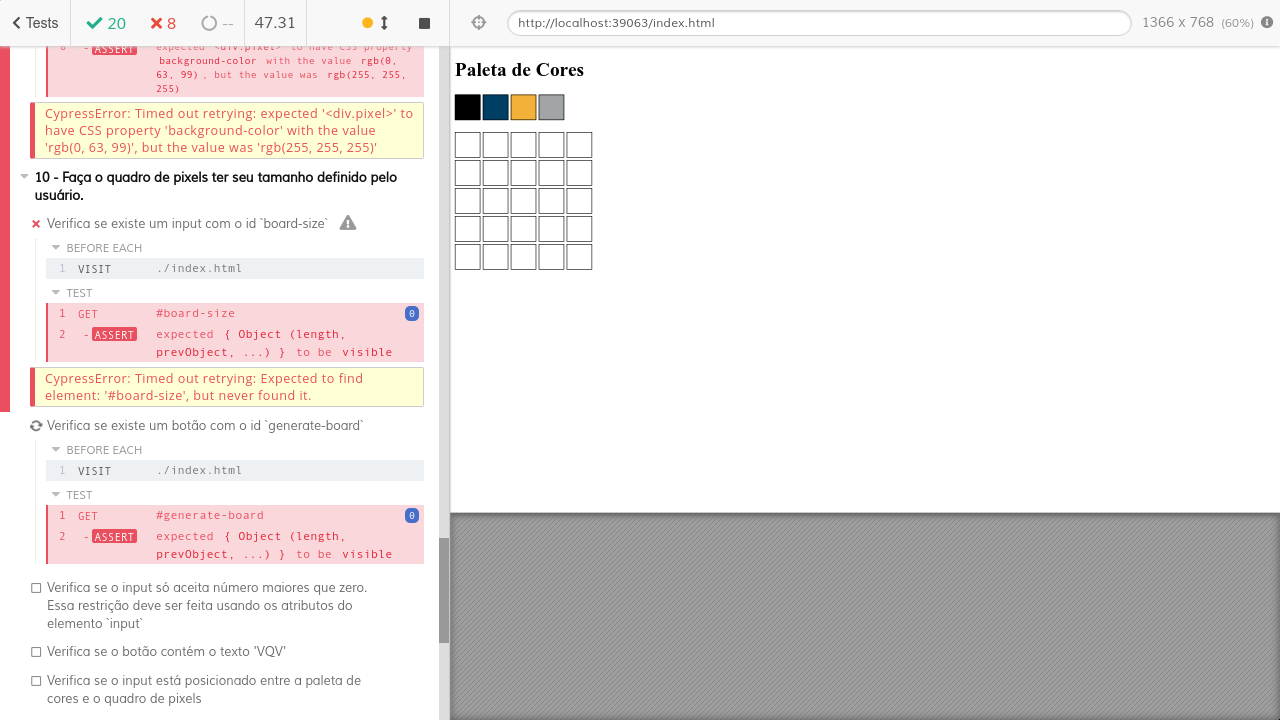 Tests
20
8
--
47.31
http://localhost:39063/index.html
1366 x 768 (60%)
8 - ASSERT expected <div.pixel> to have CSS property
background-color with the value rgb(0,
63, 99) , but the value was rgb(255, 255,
255)
CypressError: Timed out retrying: expected '<div.pixel>' to
have CSS property 'background-color' with the value
'rgb(0, 63, 99)', but the value was 'rgb(255, 255, 255)'
10 - Faça o quadro de pixels ter seu tamanho definido pelo
usuário.
Verifica se existe um input com o id `board-size`
BEFORE EACH
1 VISIT ./index.html
TEST
1 GET #board-size 0
2 - ASSERT expected { Object (length,
prevObject, ...) } to be visible
CypressError: Timed out retrying: Expected to find
element: '#board-size', but never found it.
Verifica se existe um botão com o id `generate-board`
BEFORE EACH
1 VISIT ./index.html
TEST
1 GET #generate-board 0
2 - ASSERT expected { Object (length,
prevObject, ...) } to be visible
Verifica se o input só aceita número maiores que zero.
Essa restrição deve ser feita usando os atributos do
elemento `input`
Verifica se o botão contém o texto 'VQV'
Verifica se o input está posicionado entre a paleta de
cores e o quadro de pixels
Paleta de Cores